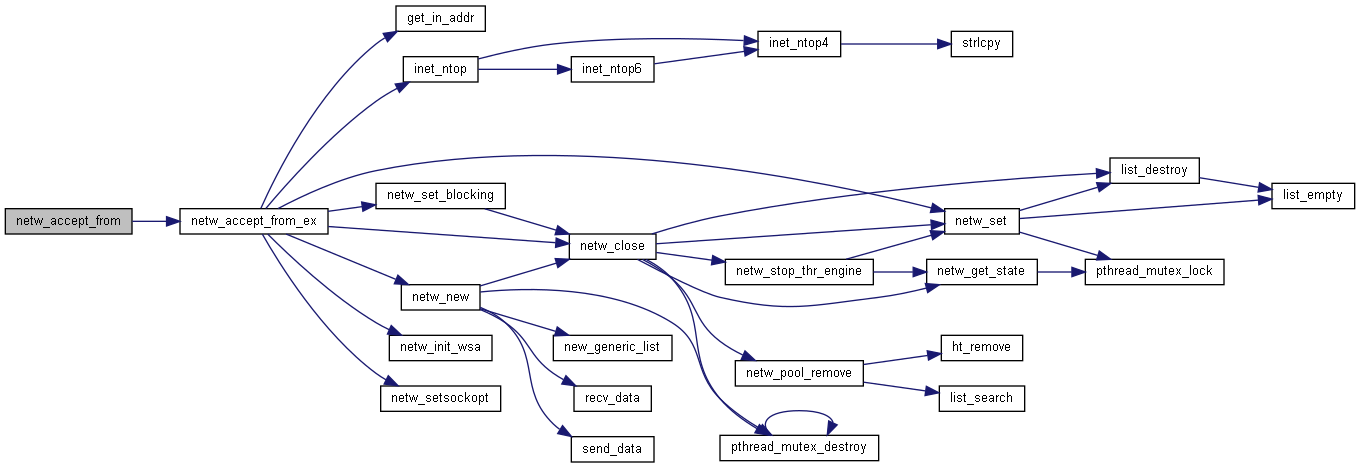 get_in_addr
inet_ntop
inet_ntop4
strlcpy
inet_ntop6
netw_accept_from
netw_accept_from_ex
netw_set_blocking
netw_close
netw_set
list_destroy
list_empty
netw_stop_thr_engine
netw_get_state
pthread_mutex_lock
netw_new
netw_init_wsa
new_generic_list
netw_pool_remove
ht_remove
netw_setsockopt
recv_data
list_search
send_data
pthread_mutex_destroy